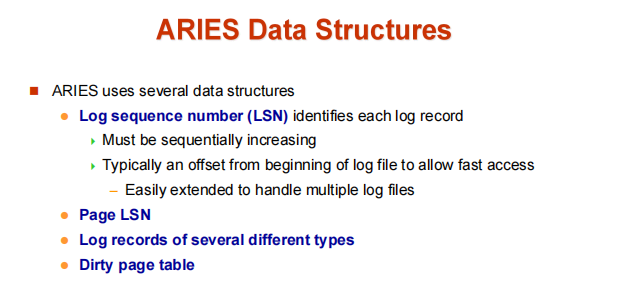 ARIES Data Structures
ARIES uses several data structures
Log sequence number (LSN) identifies each log record
Must be sequentially increasing
Typically an offset from beginning of log file to allow fast access
– Easily extended to handle multiple log files
Page LSN
Log records of several different types
Dirty page table